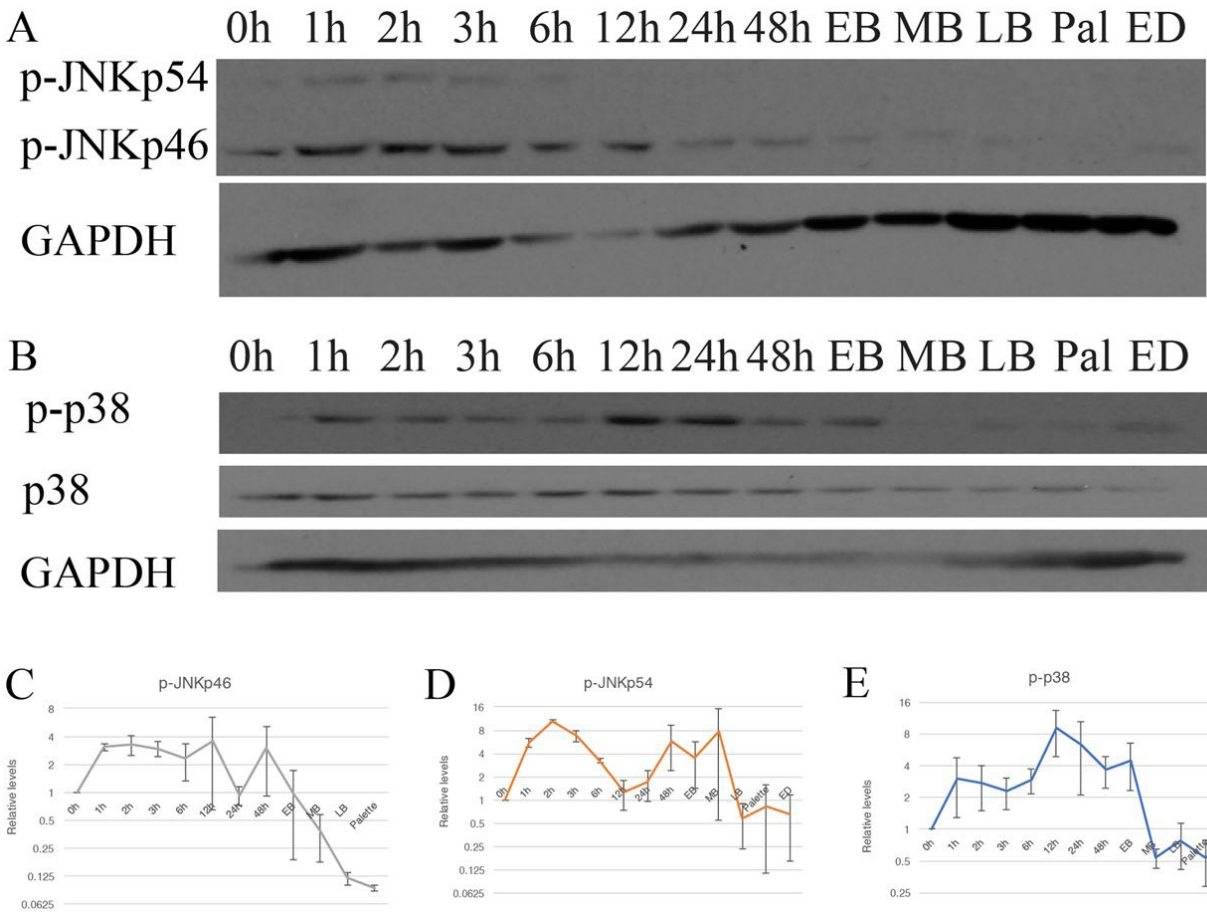 A 0h 1h 2h 3h 6h 12h 24h 48h EB MB LB Pal ED
p-JNKp54
p-JNKp46
GAPDH
B 0h 1h 2h 3h 6h 12h 24h 48h EB MB LB Pal ED
p-p38
p38
GAPDH
C
p-JNKp46
Relative levels
8
4
2
1
0.5
0.25
0.125
0.0625
0h 1h 2h 3h 6h 12h 24h 48h EB MB LB Palette
D
p-JNKp54
Relative levels
16
8
4
2
1
0.5
0.25
0.125
0.0625
0h 1h 2h 3h 6h 12h 24h 48h EB MB LB Palette ED
E
p-p38
Relative levels
16
8
4
2
1
0.5
0.25
0h 1h 2h 3h 6h 12h 24h 48h EB MB LB Palette